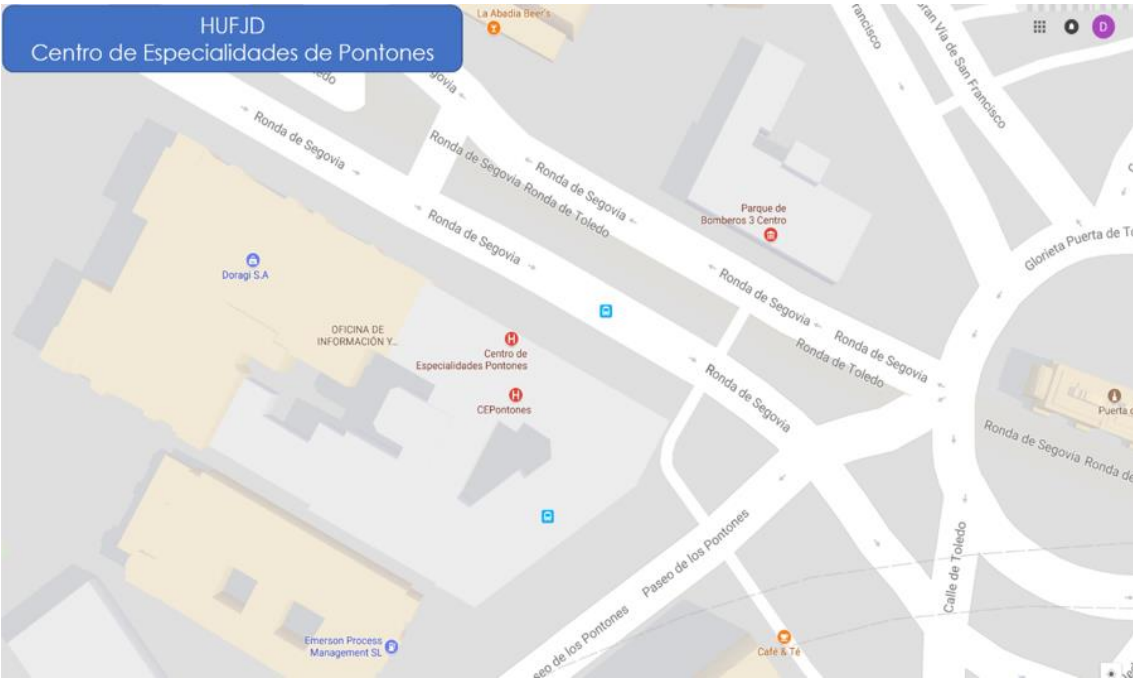 HUFJD
Centro de Especialidades de Pontones
La Abadia Beer's
D
Ronda de Segovia
Ronda de Segovia Ronda de Toledo
Ronda de Segovia
Ronda de Segovia
Gran Vía de San Francisco
Parque de
Bomberos 3 Centro
Glorieta Puerta de
Doragi S.A
OFICINA DE
INFORMACIÓN Y...
Centro de
Especialidades Pontones
CEPontones
Ronda de Segovia
Ronda de Segovia
Ronda de Toledo
Ronda de Segovia
Puerta
Ronda de Segovia Ronda de
Paseo de los Pontones
Paseo de los Pontones
Calle de Toledo
Emerson Process
Management SL
Café & Té